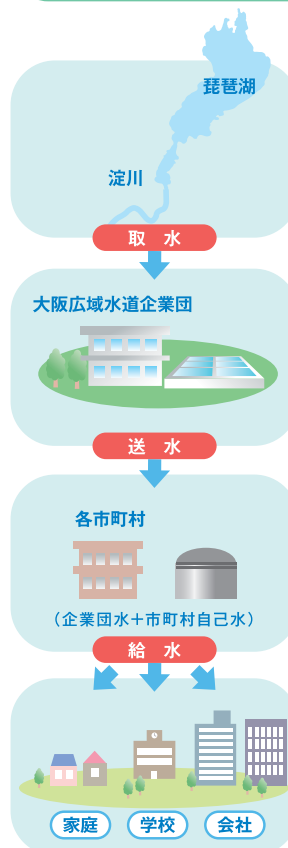 琵琶湖
淀川
取 水
大阪広域水道企業団
送 水
各市町村
（企業団水＋市町村自己水）
給 水
家庭
学校
会社